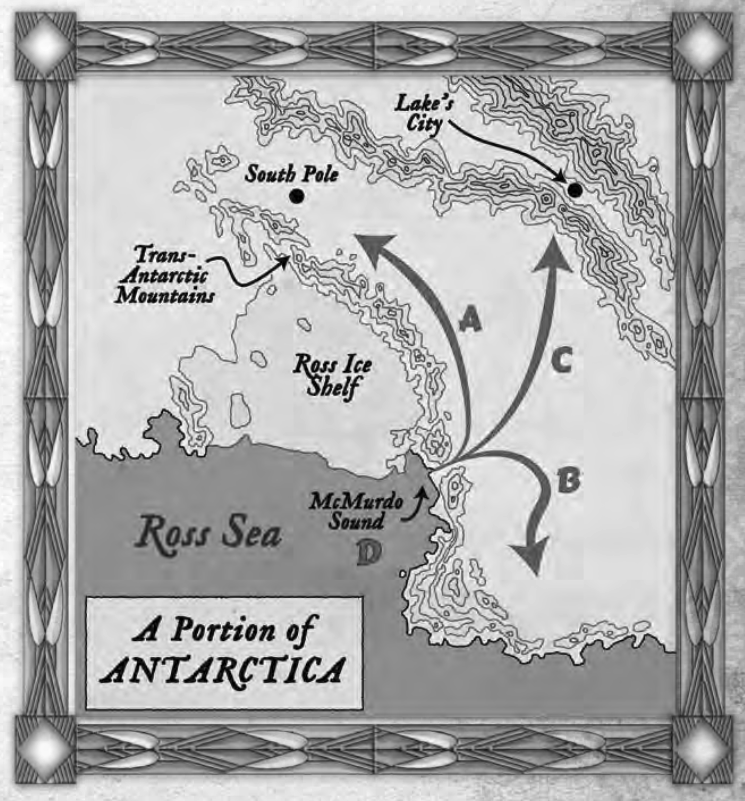 Lake's
City
South Pole
Trans-
Antarctic
Mountains
A
Ross Ice
Shelf
C
B
McMurdo
Sound
Ross Sea
D
A Portion of
ANTARCTICA